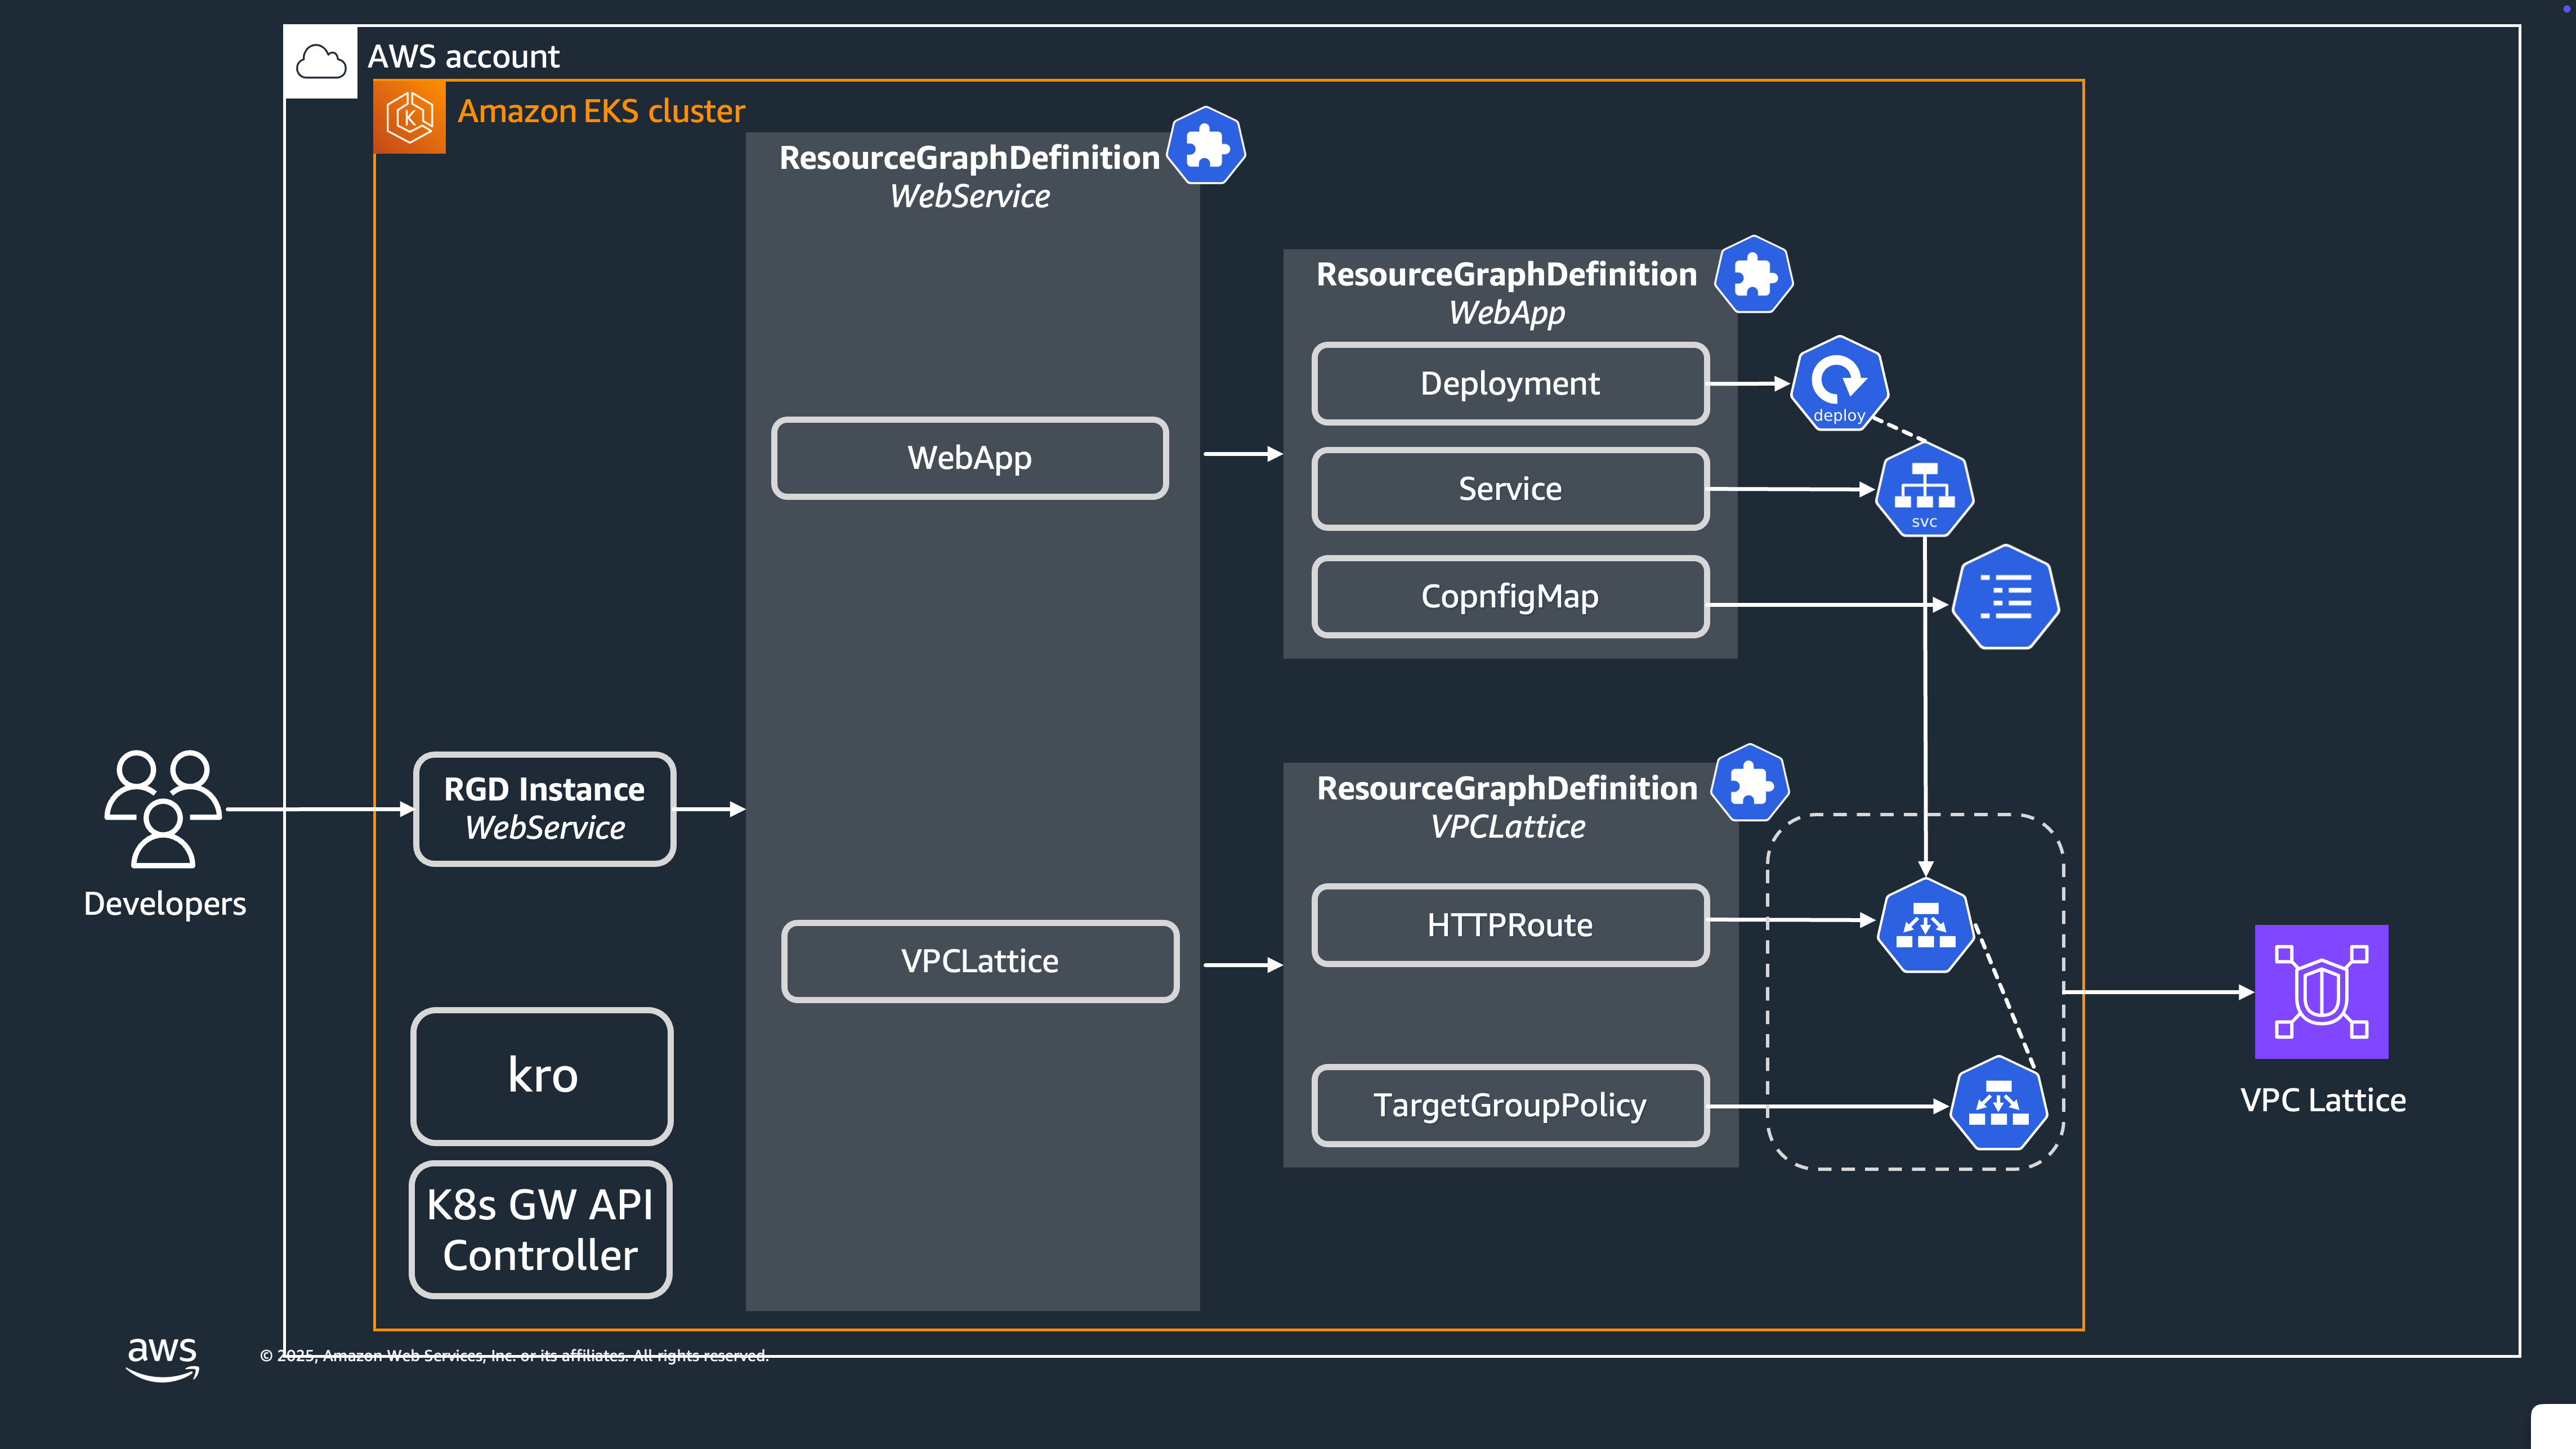 AWS account
Amazon EKS cluster
ResourceGraphDefinition
WebService
WebApp
VPCLattice
ResourceGraphDefinition
WebApp
Deployment
deploy
Service
svc
CopnfigMap
ResourceGraphDefinition
VPCLattice
HTTPRoute
TargetGroupPolicy
Developers
RGD Instance
WebService
kro
K8s GW API
Controller
K
VPC Lattice
aws
© 2025, Amazon Web Services, Inc. or its affiliates. All rights reserved.